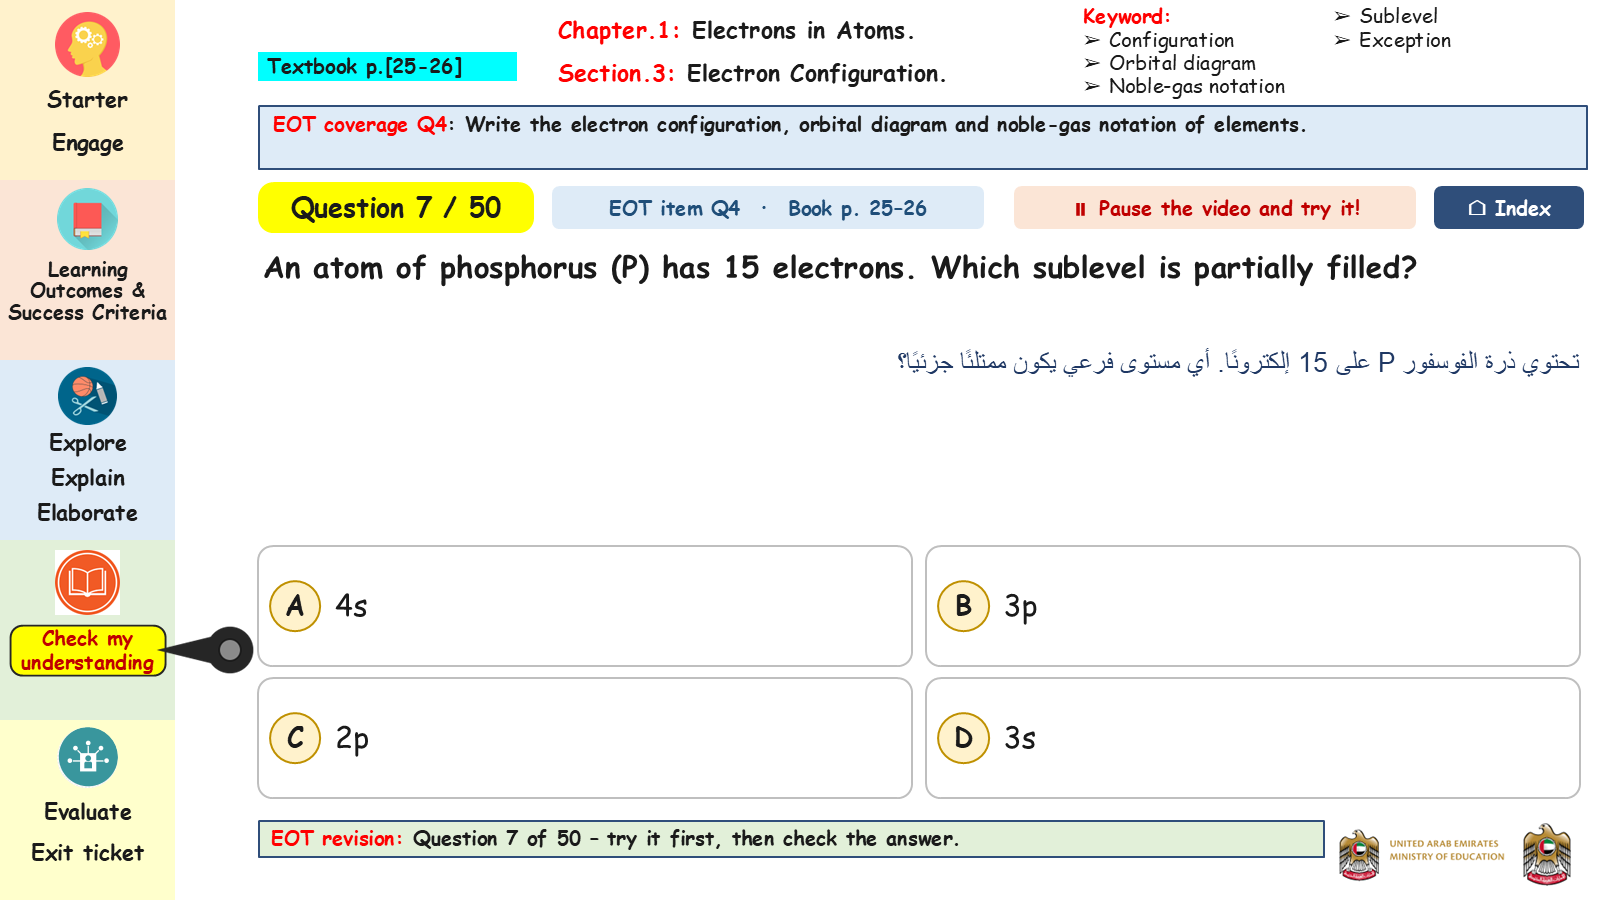 Starter
Engage
Learning
Outcomes &
Success Criteria
Explore
Explain
Elaborate
Check my
understanding
Evaluate
Exit ticket
Textbook p.[25-26]
Chapter.1: Electrons in Atoms.
Section.3: Electron Configuration.
Keyword:
➢ Configuration
➢ Orbital diagram
➢ Noble-gas notation
➢ Sublevel
➢ Exception
EOT coverage Q4: Write the electron configuration, orbital diagram and noble-gas notation of elements.
Question 7 / 50
EOT item Q4 · Book p. 25–26
⏸ Pause the video and try it!
⌂ Index
An atom of phosphorus (P) has 15 electrons. Which sublevel is partially filled?
تحتوي ذرة الفوسفور P على 15 إلكترونًا. أي مستوى فرعي يكون ممتلئًا جزئيًا؟
A 4s
B 3p
C 2p
D 3s
EOT revision: Question 7 of 50 – try it first, then check the answer.
UNITED ARAB EMIRATES
MINISTRY OF EDUCATION